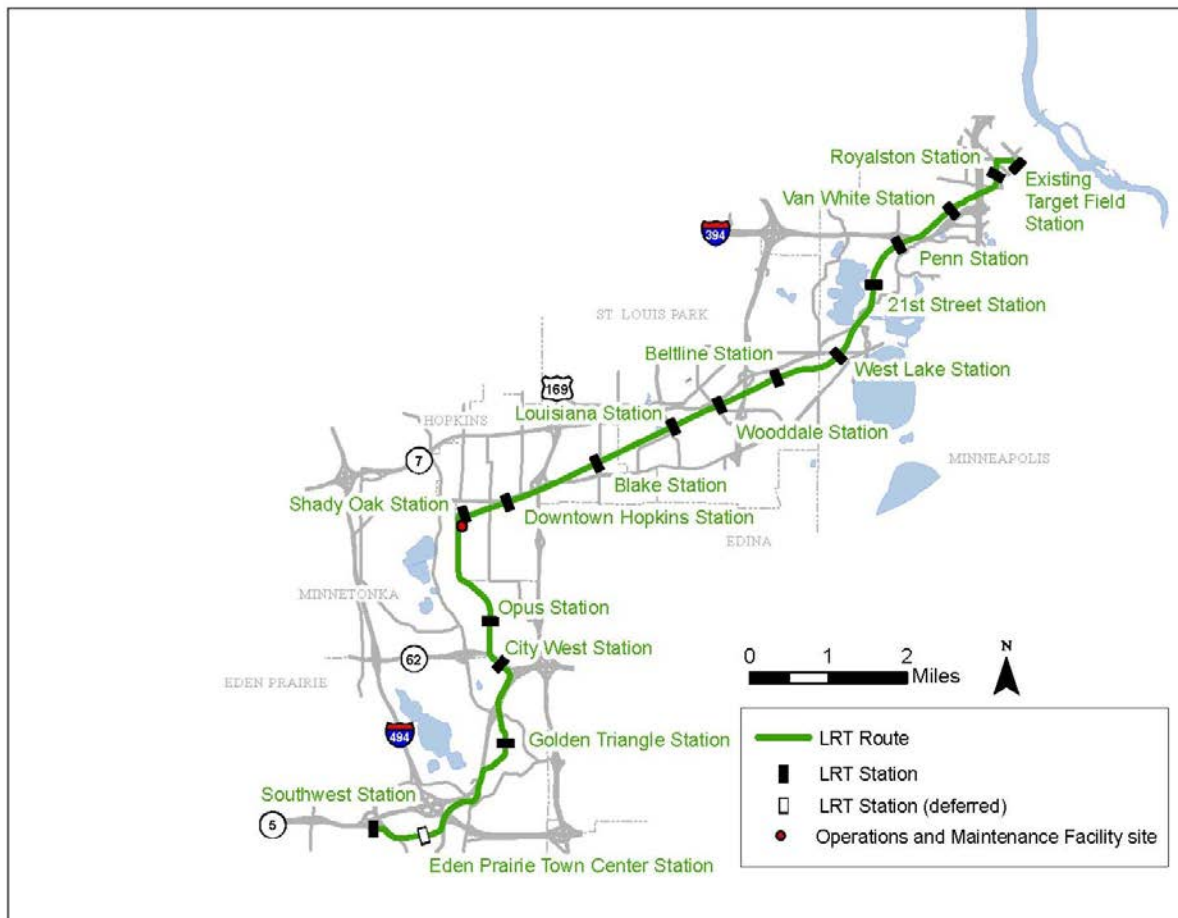 Royalston Station
Existing
Target Field
Station
Van White Station
394
Penn Station
21st Street Station
ST. LOUIS PARK
Beltline Station
West Lake Station
169
Louisiana Station
HOPKINS
Wooddale Station
7
MINNEAPOLIS
Blake Station
Shady Oak Station
Downtown Hopkins Station
EDINA
MINNETONKA
Opus Station
City West Station
62
EDEN PRAIRIE
0 1 2
Miles
N
494
Golden Triangle Station
Southwest Station
5
Eden Prairie Town Center Station
LRT Route
LRT Station
LRT Station (deferred)
Operations and Maintenance Facility site